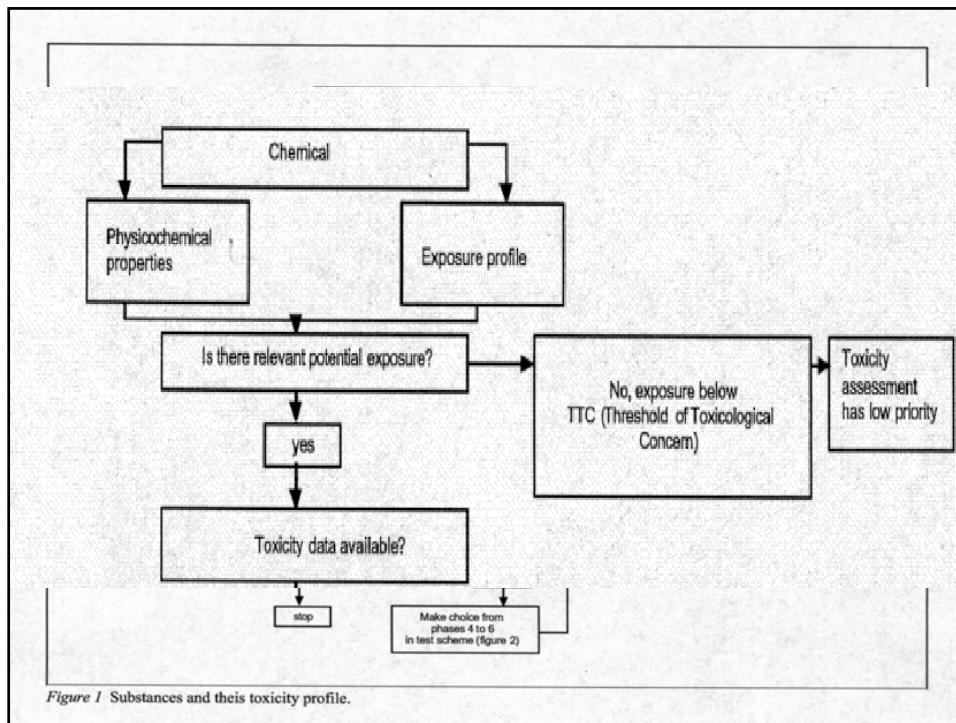 Chemical
Physicochemical
properties
Exposure profile
Is there relevant potential exposure?
No, exposure below
TTC (Threshold of Toxicological
Concern)
Toxicity
assessment
has low priority
yes
Toxicity data available?
stop
Make choice from
phases 4 to 6
in test scheme (figure 2)
Figure 1 Substances and theis toxicity profile.